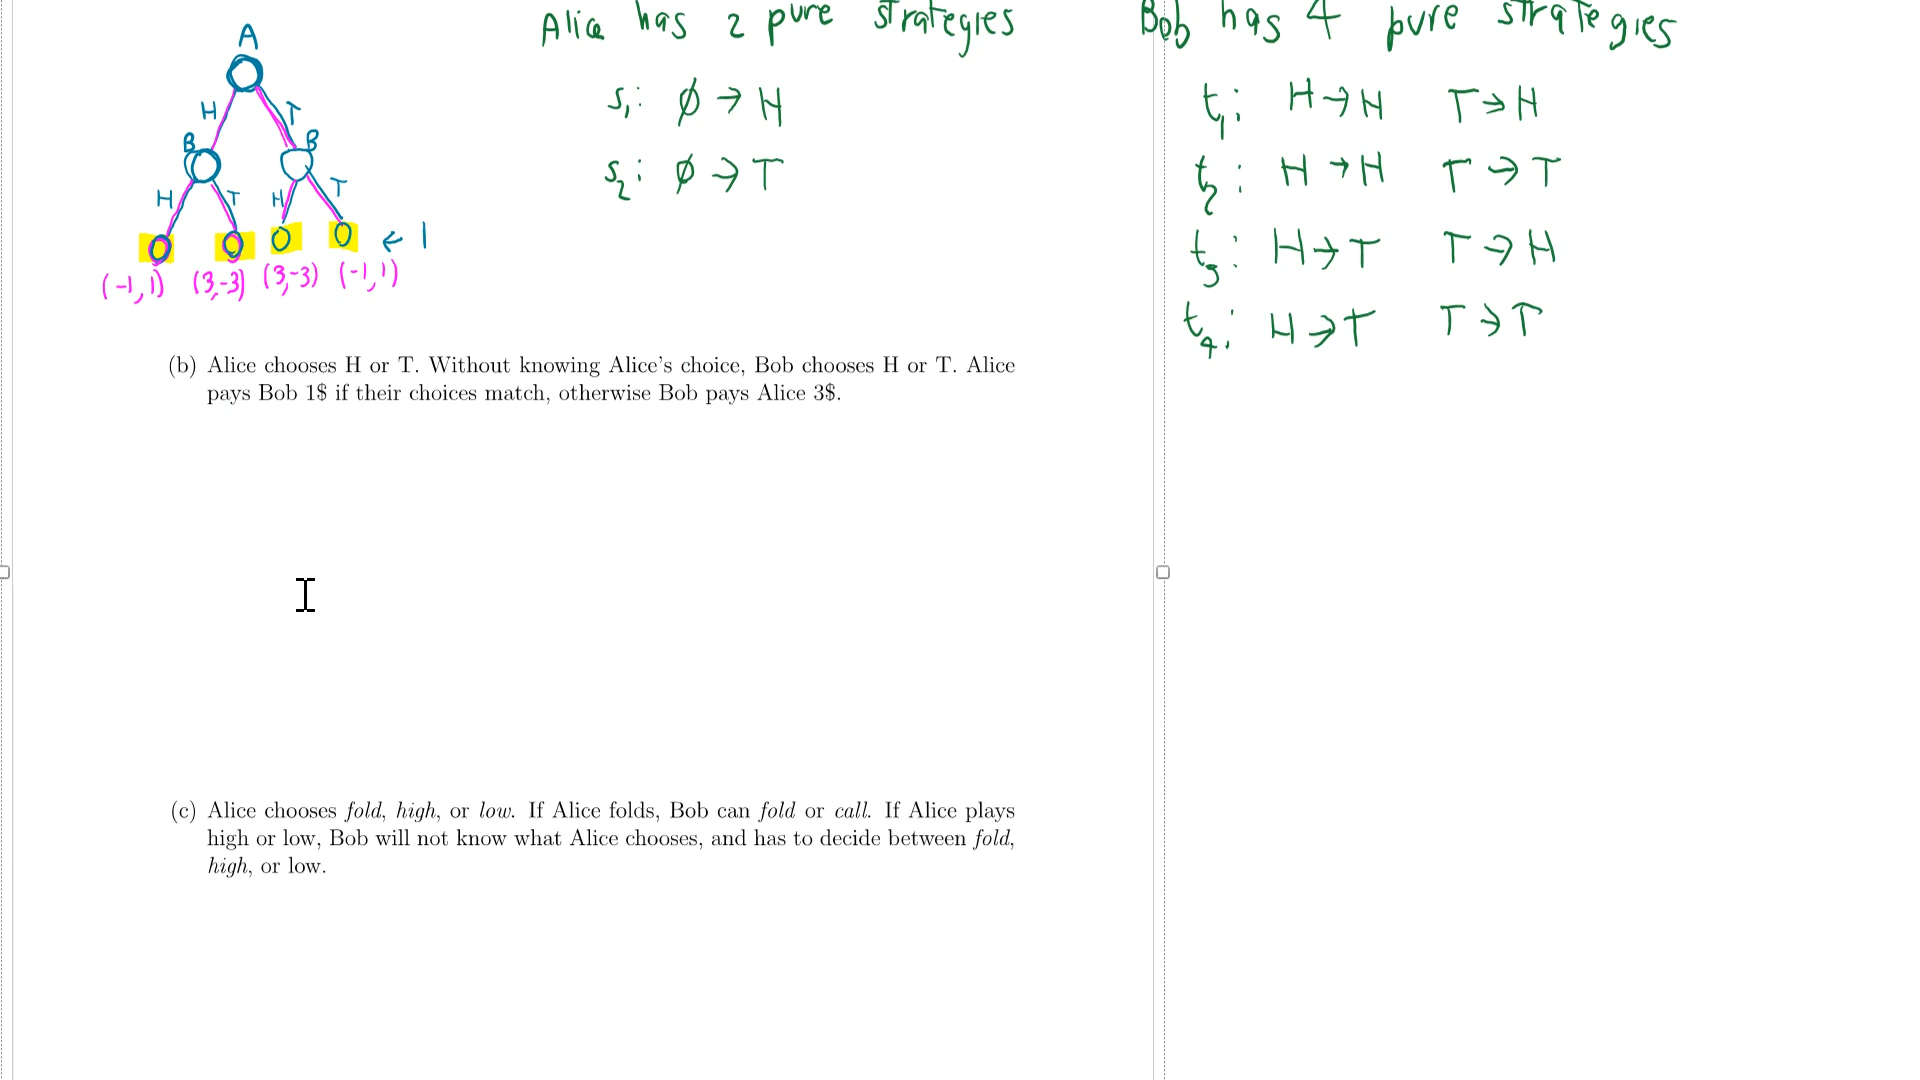 Alice has 2 pure strategies
s1: ∅ → H
s2: ∅ → T
Bob has 4 pure strategies
t1: H → H T → H
t2: H → H T → T
t3: H → T T → H
t4: H → T T → T
A
H T
B B
H T H T
← 1
(-1, 1) (3,-3) (3,-3) (-1, 1)
(b) Alice chooses H or T. Without knowing Alice’s choice, Bob chooses H or T. Alice
pays Bob 1$ if their choices match, otherwise Bob pays Alice 3$.
(c) Alice chooses fold, high, or low. If Alice folds, Bob can fold or call. If Alice plays
high or low, Bob will not know what Alice chooses, and has to decide between fold,
high, or low.